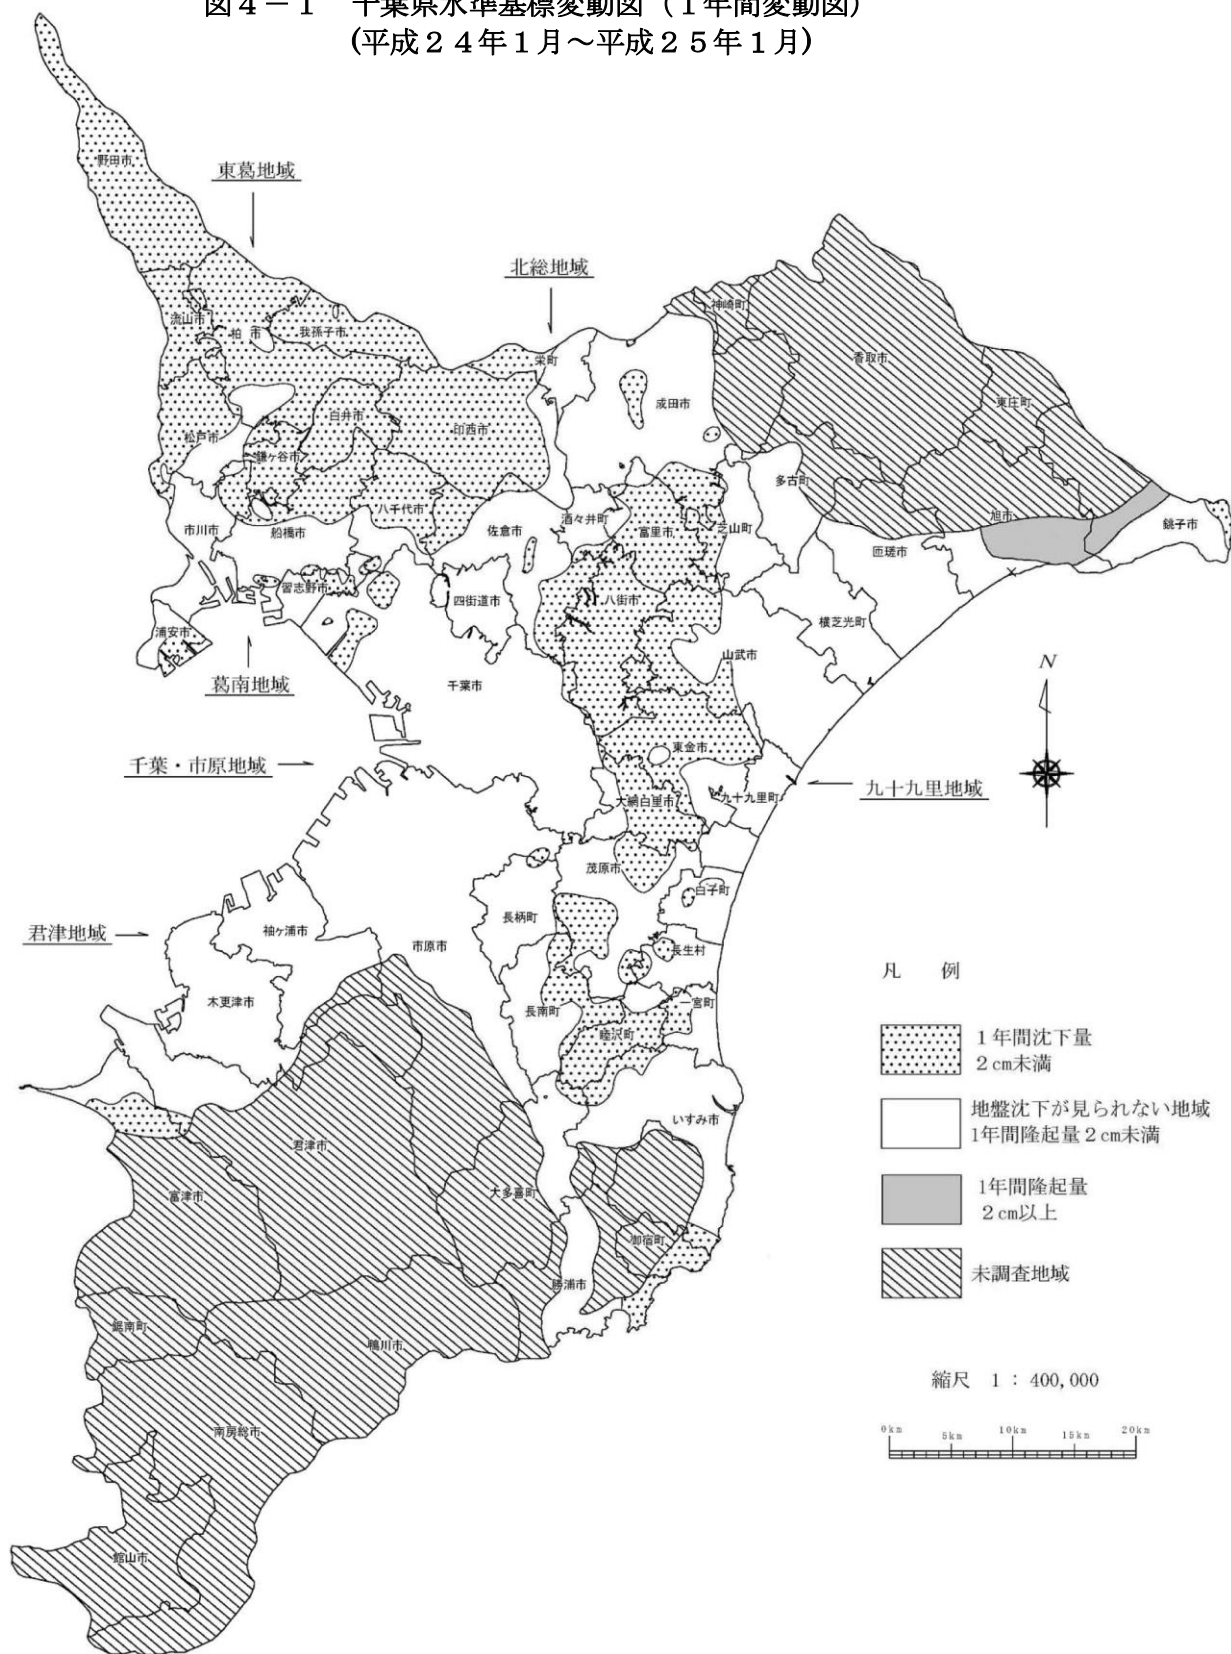 図４－１　千葉県水準基標変動図（１年間変動図）
(平成２４年１月～平成２５年１月)
野田市
東葛地域
北総地域
神崎町
流山市
柏市
我孫子市
栄町
香取市
成田市
東庄町
白井市
印西市
松戸市
鎌ヶ谷市
多古町
八千代市
市川市
船橋市
佐倉市
酒々井町
富里市
芝山町
旭市
銚子市
匝瑳市
習志野市
四街道市
八街市
横芝光町
浦安市
山武市
葛南地域
千葉市
N
東金市
千葉・市原地域
九十九里地域
大網白里市
九十九里町
茂原市
白子町
長柄町
君津地域
袖ヶ浦市
市原市
長生村
木更津市
長南町
一宮町
睦沢町
凡　例
1年間沈下量
2cm未満
地盤沈下が見られない地域
1年間隆起量2cm未満
1年間隆起量
2cm以上
未調査地域
いすみ市
君津市
富津市
大多喜町
御宿町
勝浦市
鋸南町
鴨川市
南房総市
館山市
縮尺　1：400,000
0km 5km 10km 15km 20km